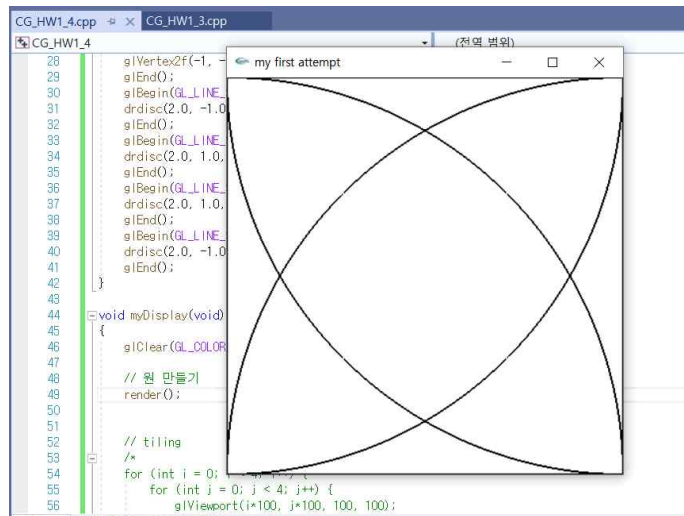 CG_HW1_4.cpp
CG_HW1_3.cpp
CG_HW1_4
(전역 범위)
my first attempt
28 glVertex2f(-1, -
29 glEnd();
30 glBegin(GL_LINE_
31 drdisc(2.0, -1.0
32 glEnd();
33 glBegin(GL_LINE_
34 drdisc(2.0, 1.0,
35 glEnd();
36 glBegin(GL_LINE_
37 drdisc(2.0, 1.0,
38 glEnd();
39 glBegin(GL_LINE_
40 drdisc(2.0, -1.0
41 glEnd();
42 }
43
44 void myDisplay(void)
45 {
46 glClear(GL_COLOR
47
48 // 원 만들기
49 render();
50
51
52 // tiling
53 /*
54 for (int i = 0; i < 4; i++) {
55 for (int j = 0; j < 4; j++) {
56 glViewport(i*100, j*100, 100, 100);